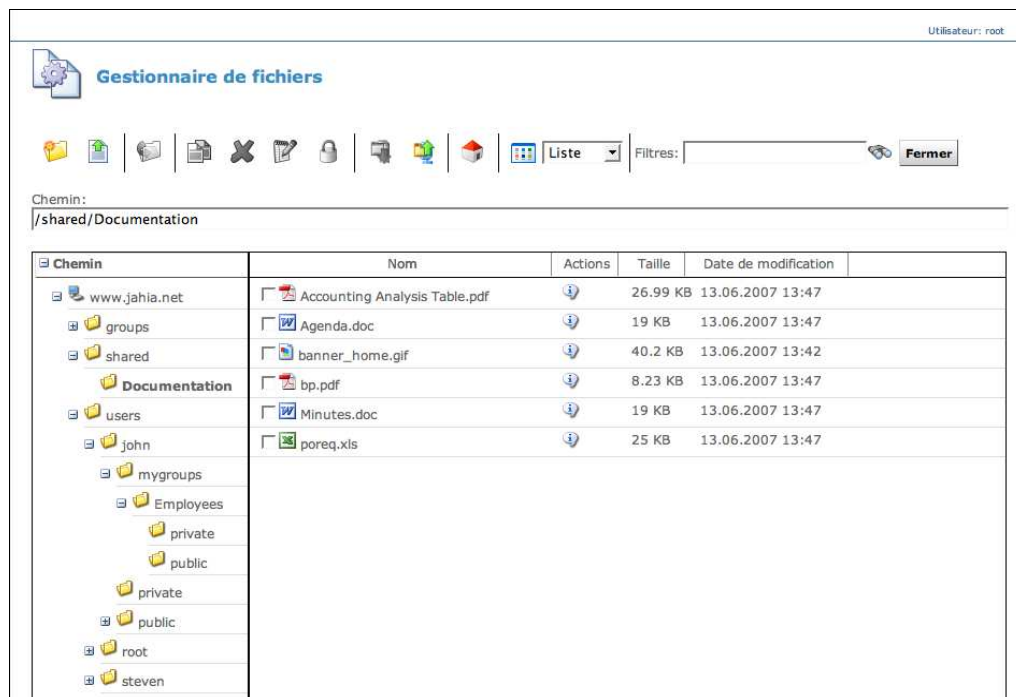 Utilisateur: root
Gestionnaire de fichiers
Liste Filtres: Fermer
Chemin:
/shared/Documentation
Chemin Nom Actions Taille Date de modification
www.jahia.net Accounting Analysis Table.pdf 26.99 KB 13.06.2007 13:47
groups Agenda.doc 19 KB 13.06.2007 13:47
shared banner_home.gif 40.2 KB 13.06.2007 13:42
Documentation bp.pdf 8.23 KB 13.06.2007 13:47
users Minutes.doc 19 KB 13.06.2007 13:47
john poreq.xls 25 KB 13.06.2007 13:47
mygroups
Employees
private
public
private
public
root
steven